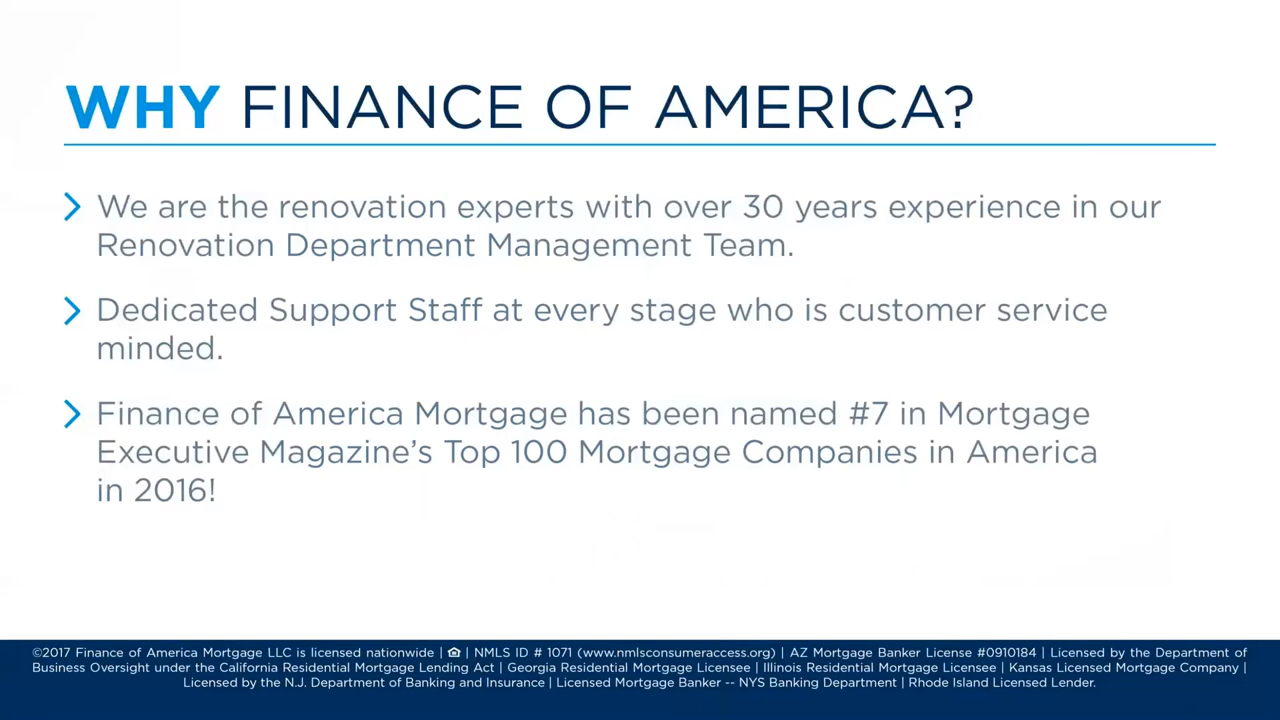 WHY FINANCE OF AMERICA?
We are the renovation experts with over 30 years experience in our
Renovation Department Management Team.
Dedicated Support Staff at every stage who is customer service
minded.
Finance of America Mortgage has been named #7 in Mortgage
Executive Magazine’s Top 100 Mortgage Companies in America
in 2016!
©2017 Finance of America Mortgage LLC is licensed nationwide | | NMLS ID # 1071 (www.nmlsconsumeraccess.org) | AZ Mortgage Banker License #0910184 | Licensed by the Department of
Business Oversight under the California Residential Mortgage Lending Act | Georgia Residential Mortgage Licensee | Illinois Residential Mortgage Licensee | Kansas Licensed Mortgage Company |
Licensed by the N.J. Department of Banking and Insurance | Licensed Mortgage Banker -- NYS Banking Department | Rhode Island Licensed Lender.